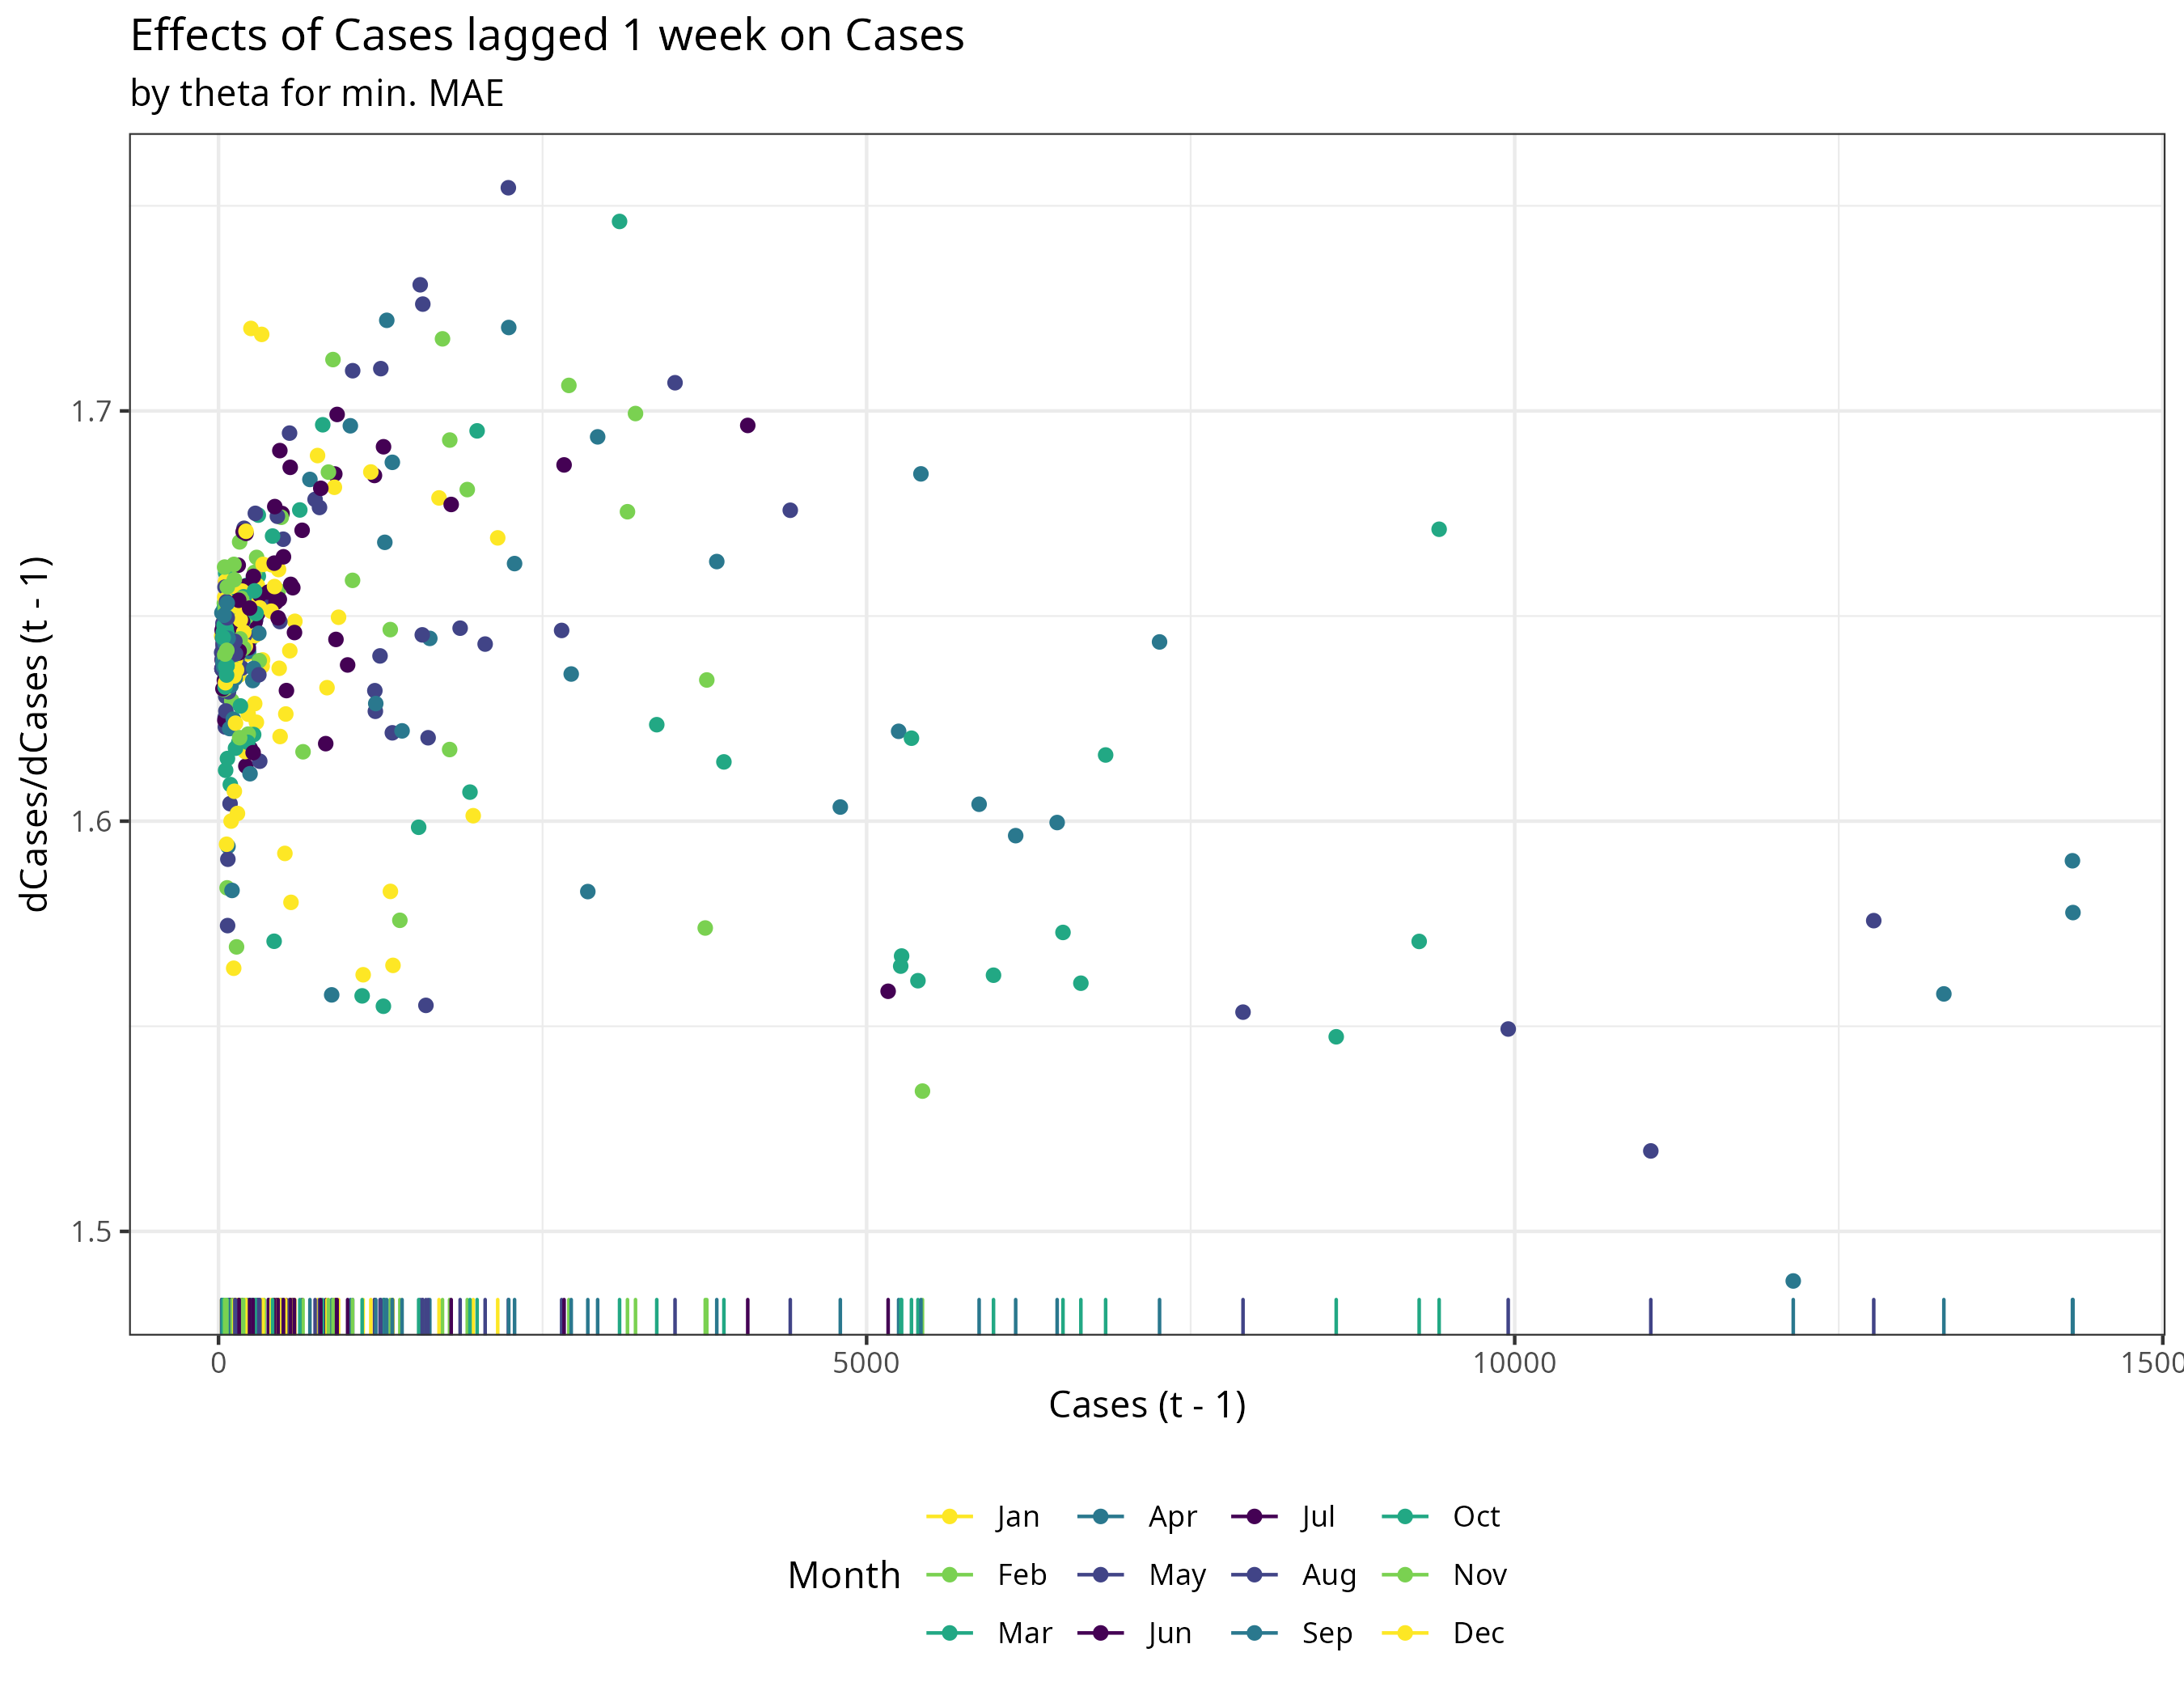 Effects of Cases lagged 1 week on Cases
by theta for min. MAE
dCases/dCases (t - 1)
1.7
1.6
1.5
0 5000 10000 1500
Cases (t - 1)
Month
Jan Apr Jul Oct
Feb May Aug Nov
Mar Jun Sep Dec